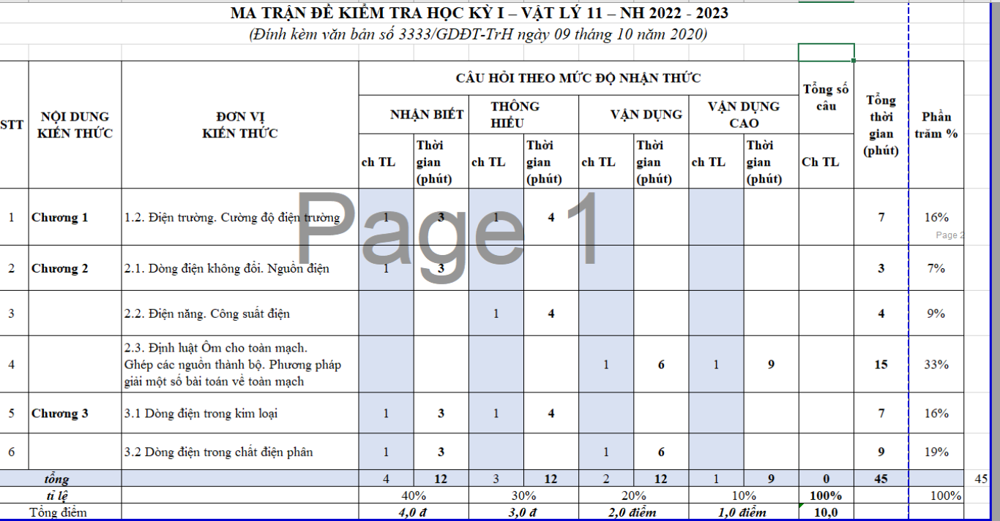 MA TRẬN ĐỀ KIỂM TRA HỌC KỲ I – VẬT LÝ 11 – NH 2022 - 2023
(Đính kèm văn bản số 3333/GDĐT-TrH ngày 09 tháng 10 năm 2020)
STT
NỘI DUNG
KIẾN THỨC
ĐƠN VỊ
KIẾN THỨC
CÂU HỎI THEO MỨC ĐỘ NHẬN THỨC
Tổng số
câu
Tổng
thời
gian
(phút)
Phần
trăm %
NHẬN BIẾT
THÔNG
HIỂU
VẬN DỤNG
VẬN DỤNG
CAO
ch TL
Thời
gian
(phút)
ch TL
Thời
gian
(phút)
ch TL
Thời
gian
(phút)
ch TL
Thời
gian
(phút)
Ch TL
1 Chương 1 1.2. Điện trường. Cường độ điện trường 1 3 1 4 7 16%
Page 1
Page 2
2 Chương 2 2.1. Dòng điện không đổi. Nguồn điện 1 3 3 7%
3 2.2. Điện năng. Công suất điện 1 4 4 9%
2.3. Định luật Ôm cho toàn mạch.
4 Ghép các nguồn thành bộ. Phương pháp 1 6 1 9 15 33%
giải một số bài toán về toàn mạch
5 Chương 3 3.1 Dòng điện trong kim loại 1 3 1 4 7 16%
6 3.2 Dòng điện trong chất điện phân 1 3 1 6 9 19%
tổng 4 12 3 12 2 12 1 9 0 45 45
tỉ lệ 40% 30% 20% 10% 100% 100%
Tổng điểm 4,0 đ 3,0 đ 2,0 điểm 1,0 điểm 10,0